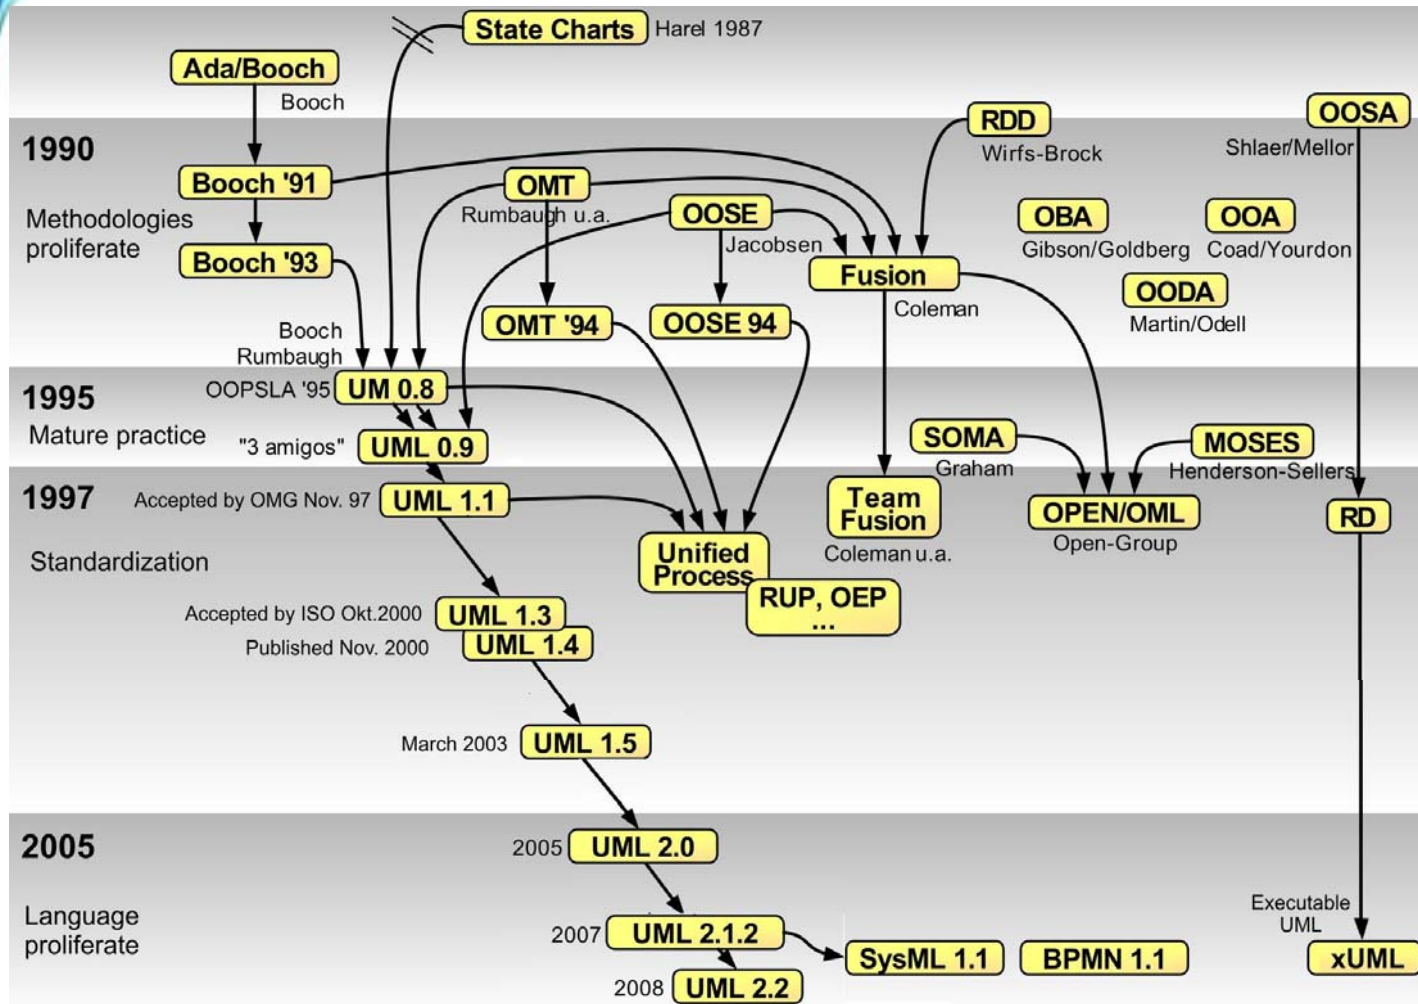 State Charts
Harel 1987
Ada/Booch
Booch
OOSA
RDD
1990
Wirfs-Brock
Shlaer/Mellor
Booch '91
OMT
Rumbaugh u.a.
OOSE
OBA
OOA
Methodologies
proliferate
Jacobsen
Gibson/Goldberg
Coad/Yourdon
Booch '93
Fusion
Coleman
OODA
Martin/Odell
OMT '94
OOSE 94
Booch
Rumbaugh
OOPSLA '95
UM 0.8
1995
Mature practice
"3 amigos"
UML 0.9
SOMA
Graham
MOSES
Henderson-Sellers
1997
Accepted by OMG Nov. 97
UML 1.1
Team
Fusion
Coleman u.a.
OPEN/OML
Open-Group
RD
Standardization
Unified
Process
RUP, OEP
...
Accepted by ISO Okt.2000
UML 1.3
Published Nov. 2000
UML 1.4
March 2003
UML 1.5
2005
2005
UML 2.0
Language
proliferate
Executable
UML
2007
UML 2.1.2
SysML 1.1
BPMN 1.1
xUML
2008
UML 2.2